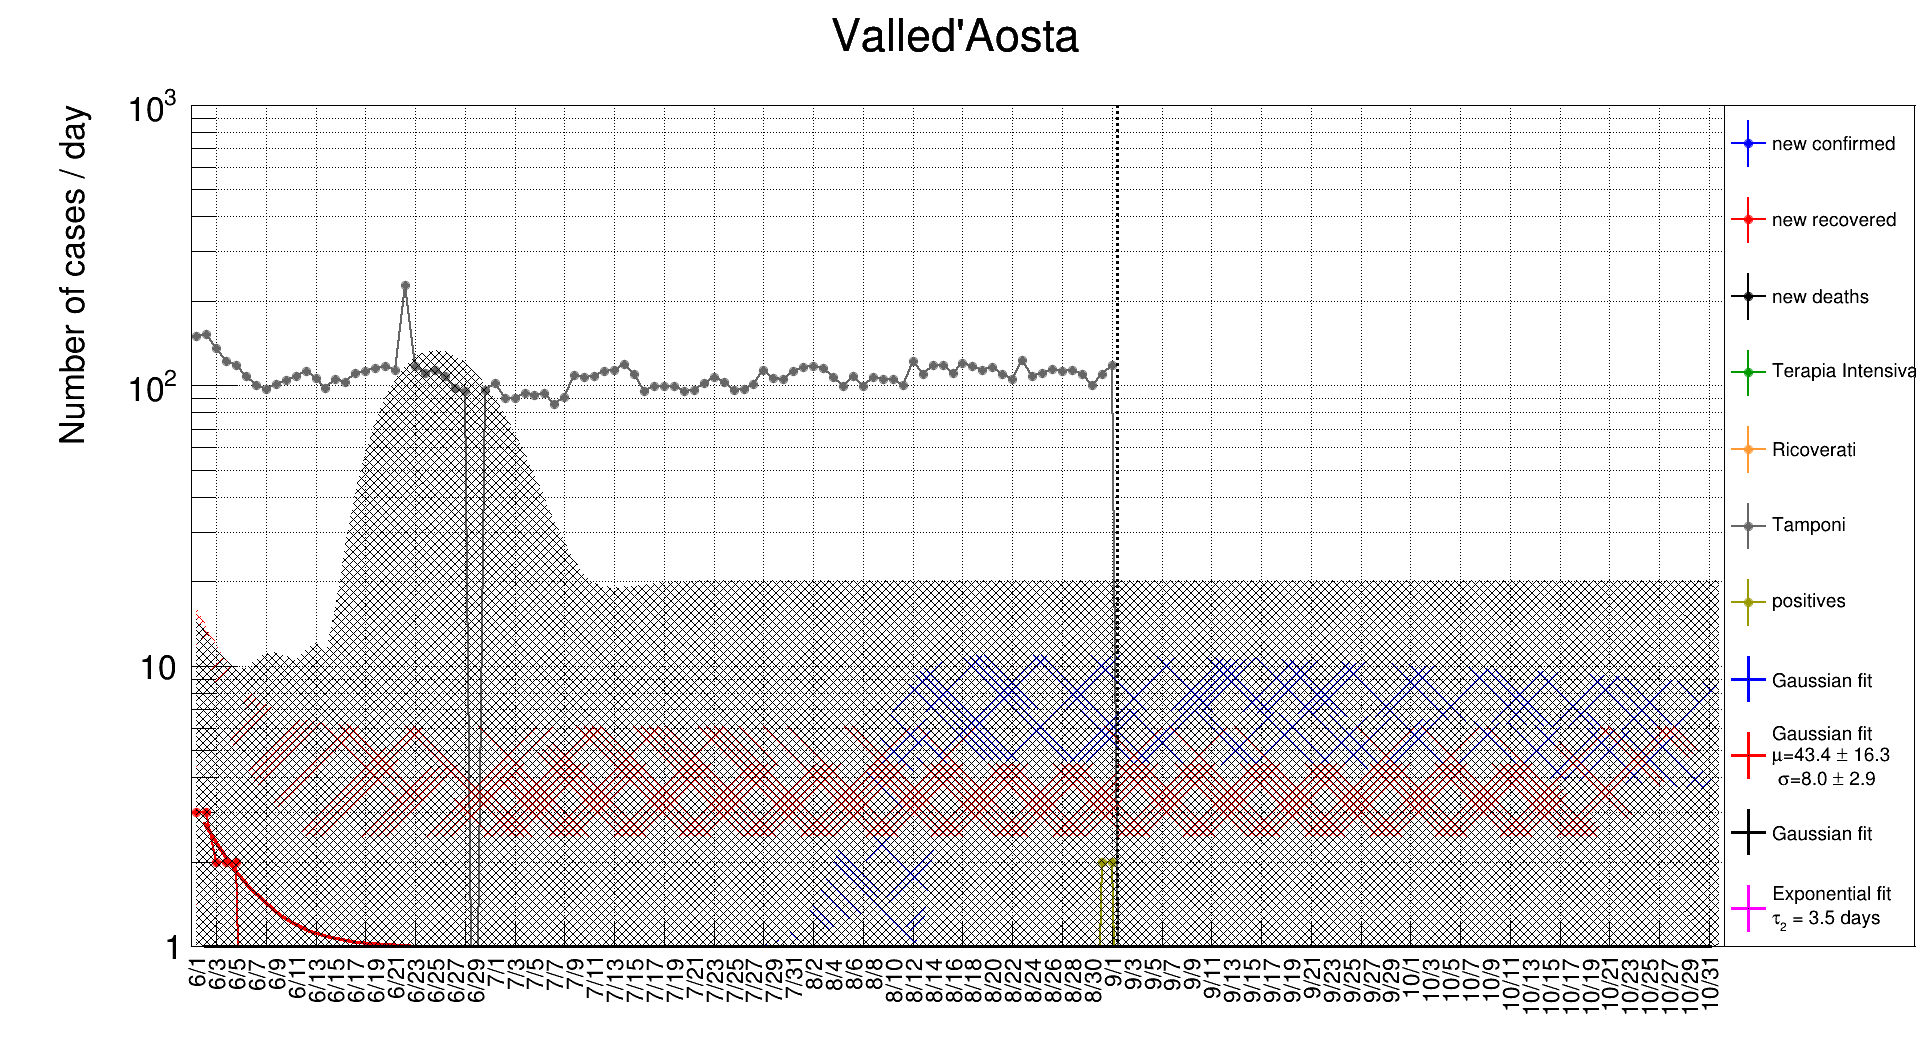 Valled'Aosta
Number of cases / day
10³
10²
10
1
6/1 6/3 6/5 6/7 6/9 6/11 6/13 6/15 6/17 6/19 6/21 6/23 6/25 6/27 6/29 7/1 7/3 7/5 7/7 7/9 7/11 7/13 7/15 7/17 7/19 7/21 7/23 7/25 7/27 7/29 7/31 8/2 8/4 8/6 8/8 8/10 8/12 8/14 8/16 8/18 8/20 8/22 8/24 8/26 8/28 8/30 9/1 9/3 9/5 9/7 9/9 9/11 9/13 9/15 9/17 9/19 9/21 9/23 9/25 9/27 9/29 10/1 10/3 10/5 10/7 10/9 10/11 10/13 10/15 10/17 10/19 10/21 10/23 10/25 10/27 10/29 10/31
new confirmed
new recovered
new deaths
Terapia Intensiva
Ricoverati
Tamponi
positives
Gaussian fit
Gaussian fit
μ=43.4 ± 16.3
σ=8.0 ± 2.9
Gaussian fit
Exponential fit
τ₂ = 3.5 days